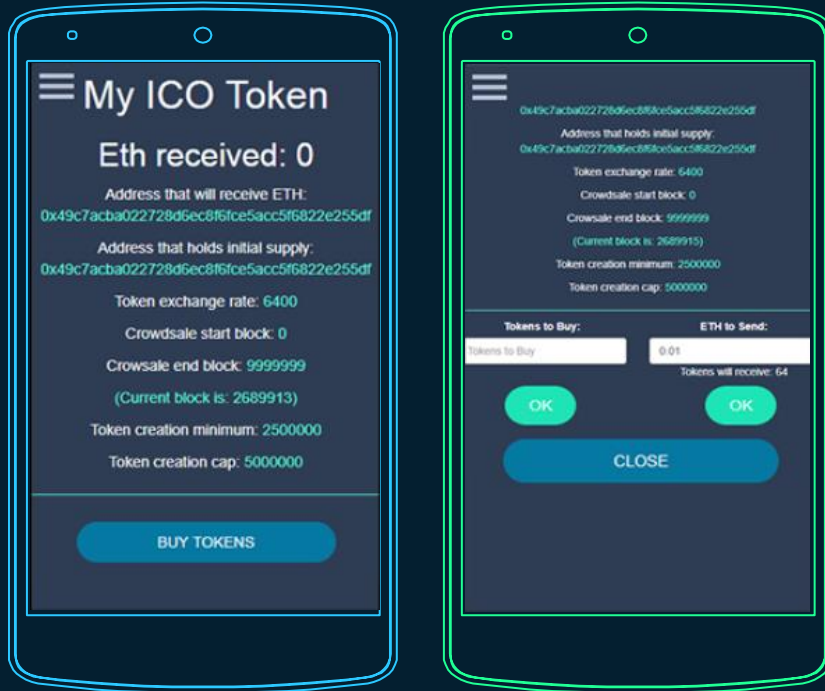 My ICO Token
Eth received: 0
Address that will receive ETH:
0x49c7acba022728d6ec8f6fce5acc5f6822e255df
Address that holds initial supply:
0x49c7acba022728d6ec8f6fce5acc5f6822e255df
Token exchange rate: 6400
Crowdsale start block: 0
Crowsale end block: 9999999
(Current block is: 2689913)
Token creation minimum: 2500000
Token creation cap: 5000000
BUY TOKENS
0x49c7acba022728d6ec8f6fce5acc5f6822e255df
Address that holds initial supply:
0x49c7acba022728d6ec8f6fce5acc5f6822e255df
Token exchange rate: 6400
Crowdsale start block: 0
Crowsale end block: 9999999
(Current block is: 2689915)
Token creation minimum: 2500000
Token creation cap: 5000000
Tokens to Buy: ETH to Send:
Tokens to Buy 0.01
Tokens will receive: 64
OK OK
CLOSE